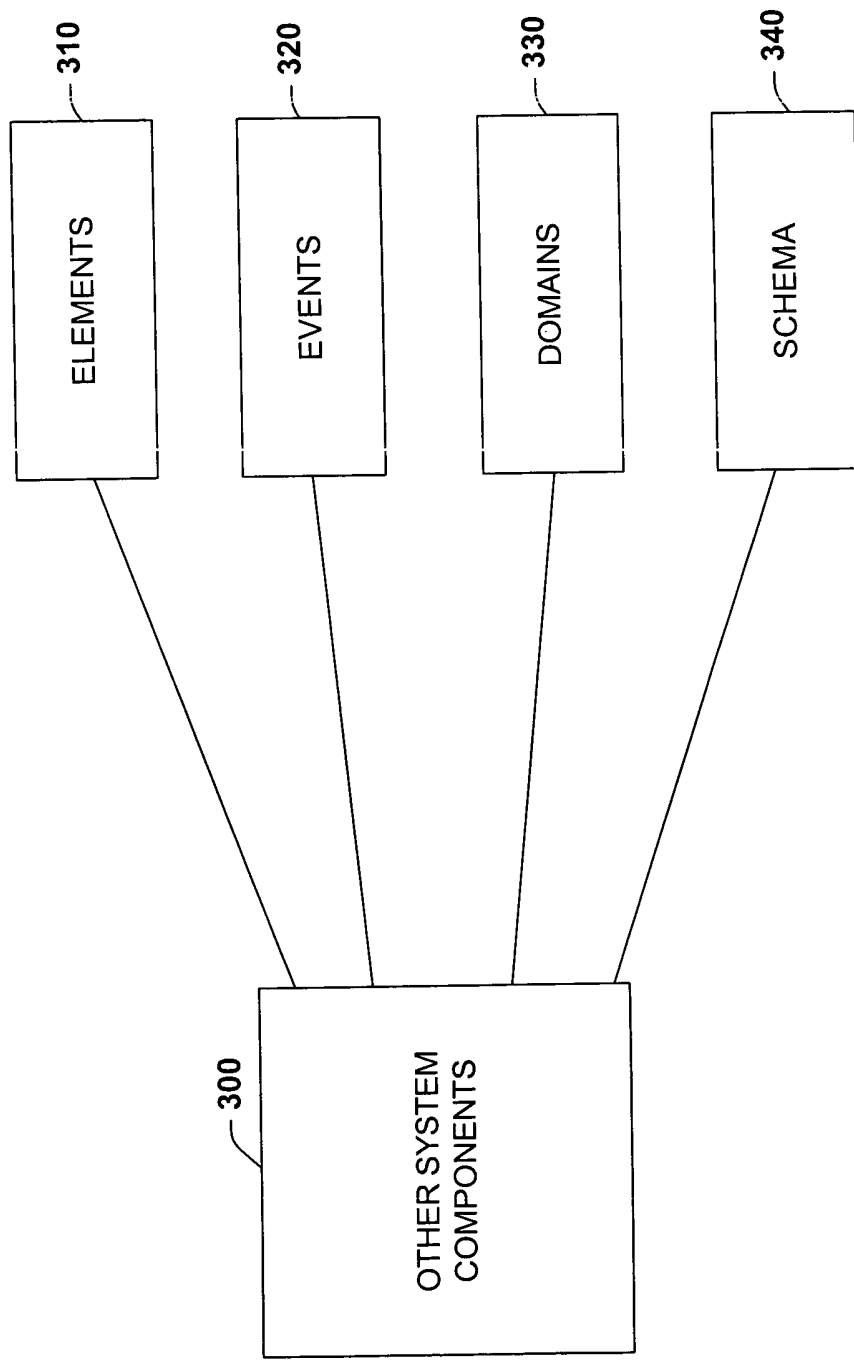 300
OTHER SYSTEM
COMPONENTS
ELEMENTS
310
EVENTS
320
DOMAINS
330
SCHEMA
340